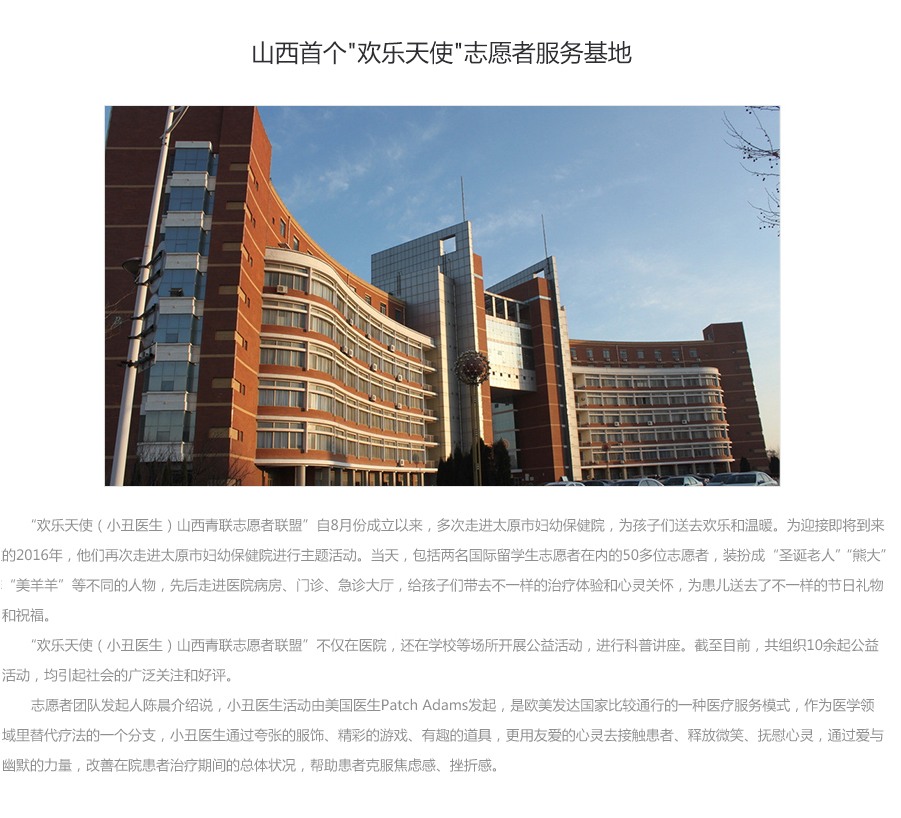 山西首个"欢乐天使"志愿者服务基地
“欢乐天使（小丑医生）山西青联志愿者联盟”自8月份成立以来，多次走进太原市妇幼保健院，为孩子们送去欢乐和温暖。为迎接即将到来
的2016年，他们再次走进太原市妇幼保健院进行主题活动。当天，包括两名国际留学生志愿者在内的50多位志愿者，装扮成“圣诞老人”“熊大”
“美羊羊”等不同的人物，先后走进医院病房、门诊、急诊大厅，给孩子们带去不一样的治疗体验和心灵关怀，为患儿送去了不一样的节日礼物
和祝福。
“欢乐天使（小丑医生）山西青联志愿者联盟”不仅在医院，还在学校等场所开展公益活动，进行科普讲座。截至目前，共组织10余起公益
活动，均引起社会的广泛关注和好评。
志愿者团队发起人陈晨介绍说，小丑医生活动由美国医生Patch Adams发起，是欧美发达国家比较通行的一种医疗服务模式，作为医学领
域里替代疗法的一个分支，小丑医生通过夸张的服饰、精彩的游戏、有趣的道具，更用友爱的心灵去接触患者、释放微笑、抚慰心灵，通过爱与
幽默的力量，改善在院患者治疗期间的总体状况，帮助患者克服焦虑感、挫折感。